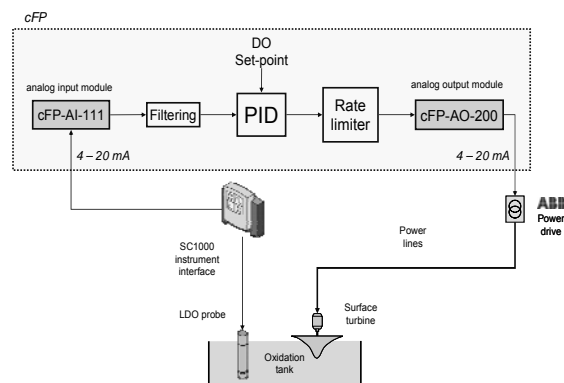 cFP
DO
Set-point
analog input module
analog output module
cFP-AI-111
Filtering
PID
Rate
limiter
cFP-AO-200
4 – 20 mA
4 – 20 mA
ABB
Power
drive
Power
lines
SC1000
instrument
interface
LDO probe
Surface
turbine
Oxidation
tank